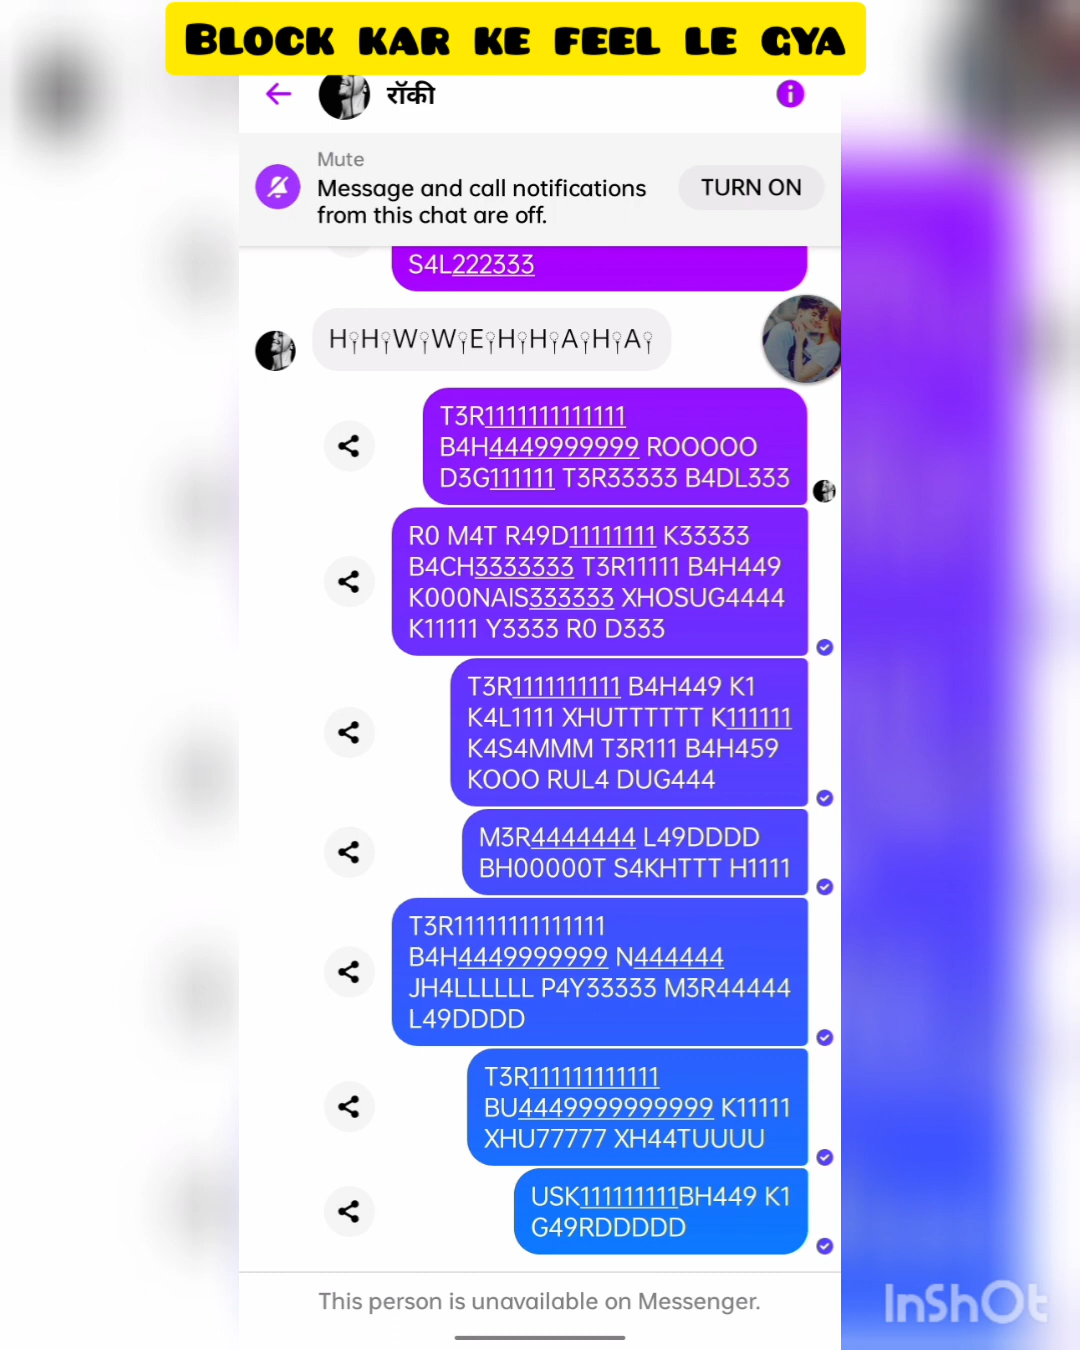 BLOCK KAR KE FEEL LE GYA
रॉकी
Mute
Message and call notifications
from this chat are off.
TURN ON
S4L222333
H༘H༘W༘W༘E༘H༘H༘A༘H༘A༘
T3R1111111111111
B4H4449999999 ROOOOO
D3G111111 T3R33333 B4DL333
R0 M4T R49D11111111 K33333
B4CH3333333 T3R11111 B4H449
K000NAIS333333 XHOSUG4444
K11111 Y3333 R0 D333
T3R1111111111 B4H449 K1
K4L1111 XHUTTTTTT K111111
K4S4MMM T3R111 B4H459
KOOO RUL4 DUG444
M3R4444444 L49DDDD
BH00000T S4KHTTT H1111
T3R11111111111111
B4H4449999999 N444444
JH4LLLLLL P4Y33333 M3R44444
L49DDDD
T3R111111111111
BU4449999999999 K11111
XHU77777 XH44TUUUU
USK111111111BH449 K1
G49RDDDDD
This person is unavailable on Messenger.
InShOt